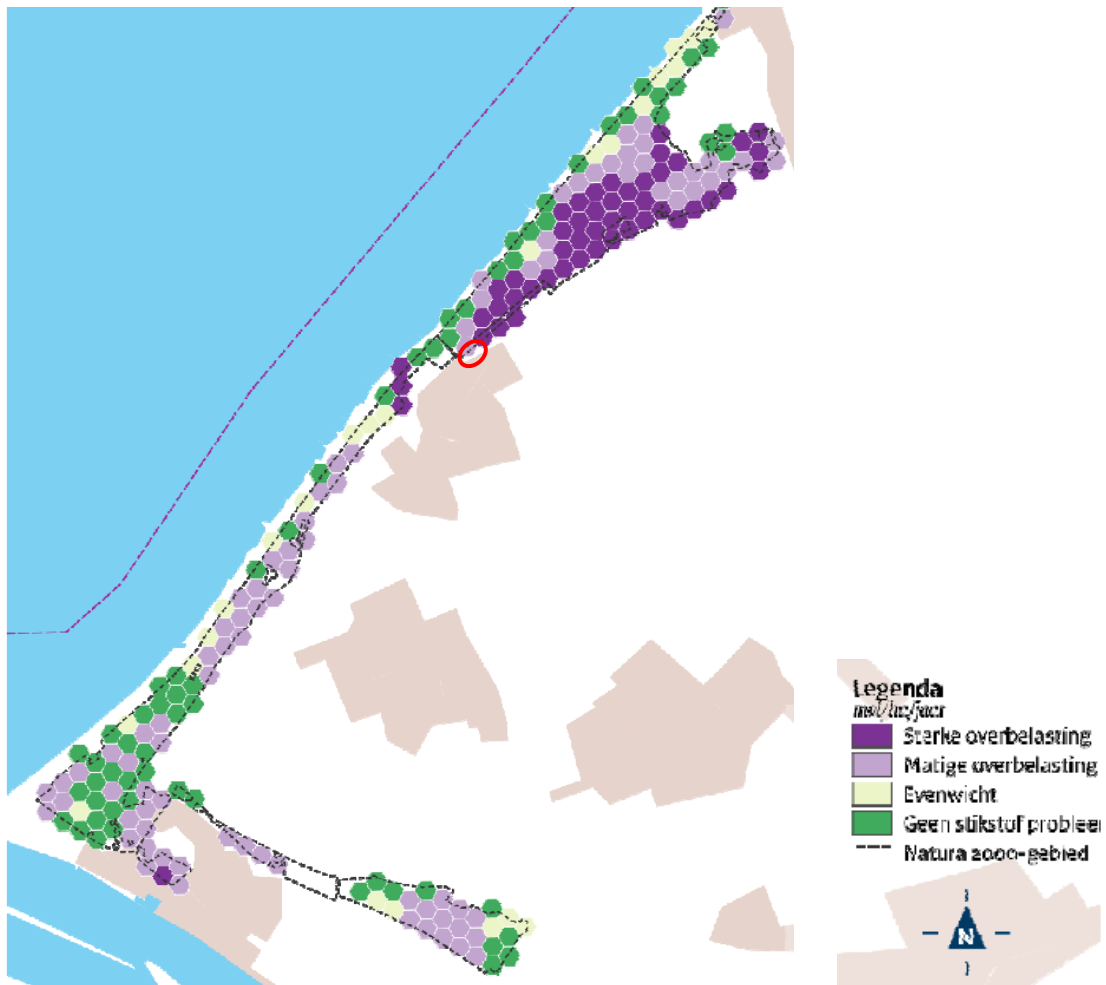 Legenda
mol/ha/jaar
Sterke overbelasting
Matige overbelasting
Evenwicht
Geen stikstof problee
Natura 2000-gebied
N